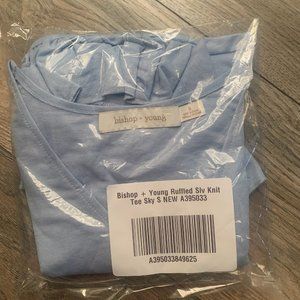 bishop + young
S
Bishop + Young Ruffled Slv Knit
Tee Sky S NEW A395033
A395033849625